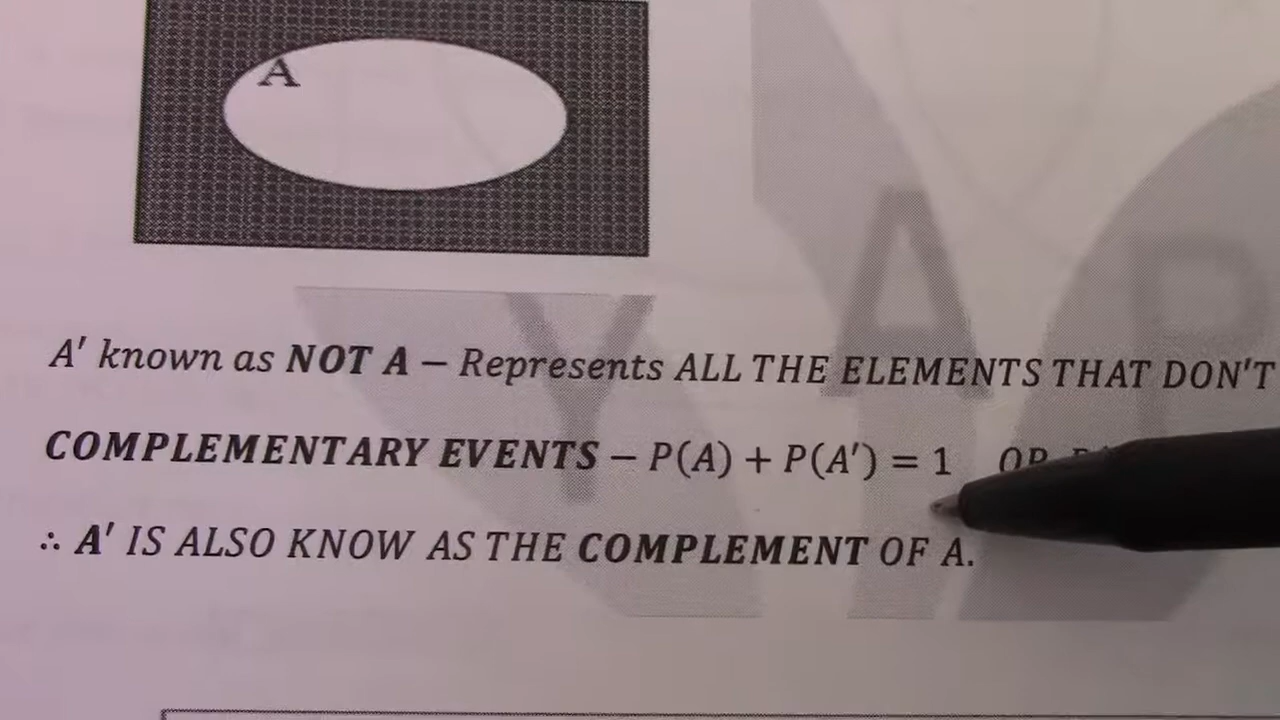 A
A' known as NOT A – Represents ALL THE ELEMENTS THAT DON'T
COMPLEMENTARY EVENTS – P(A) + P(A') = 1 OR
∴ A' IS ALSO KNOW AS THE COMPLEMENT OF A.